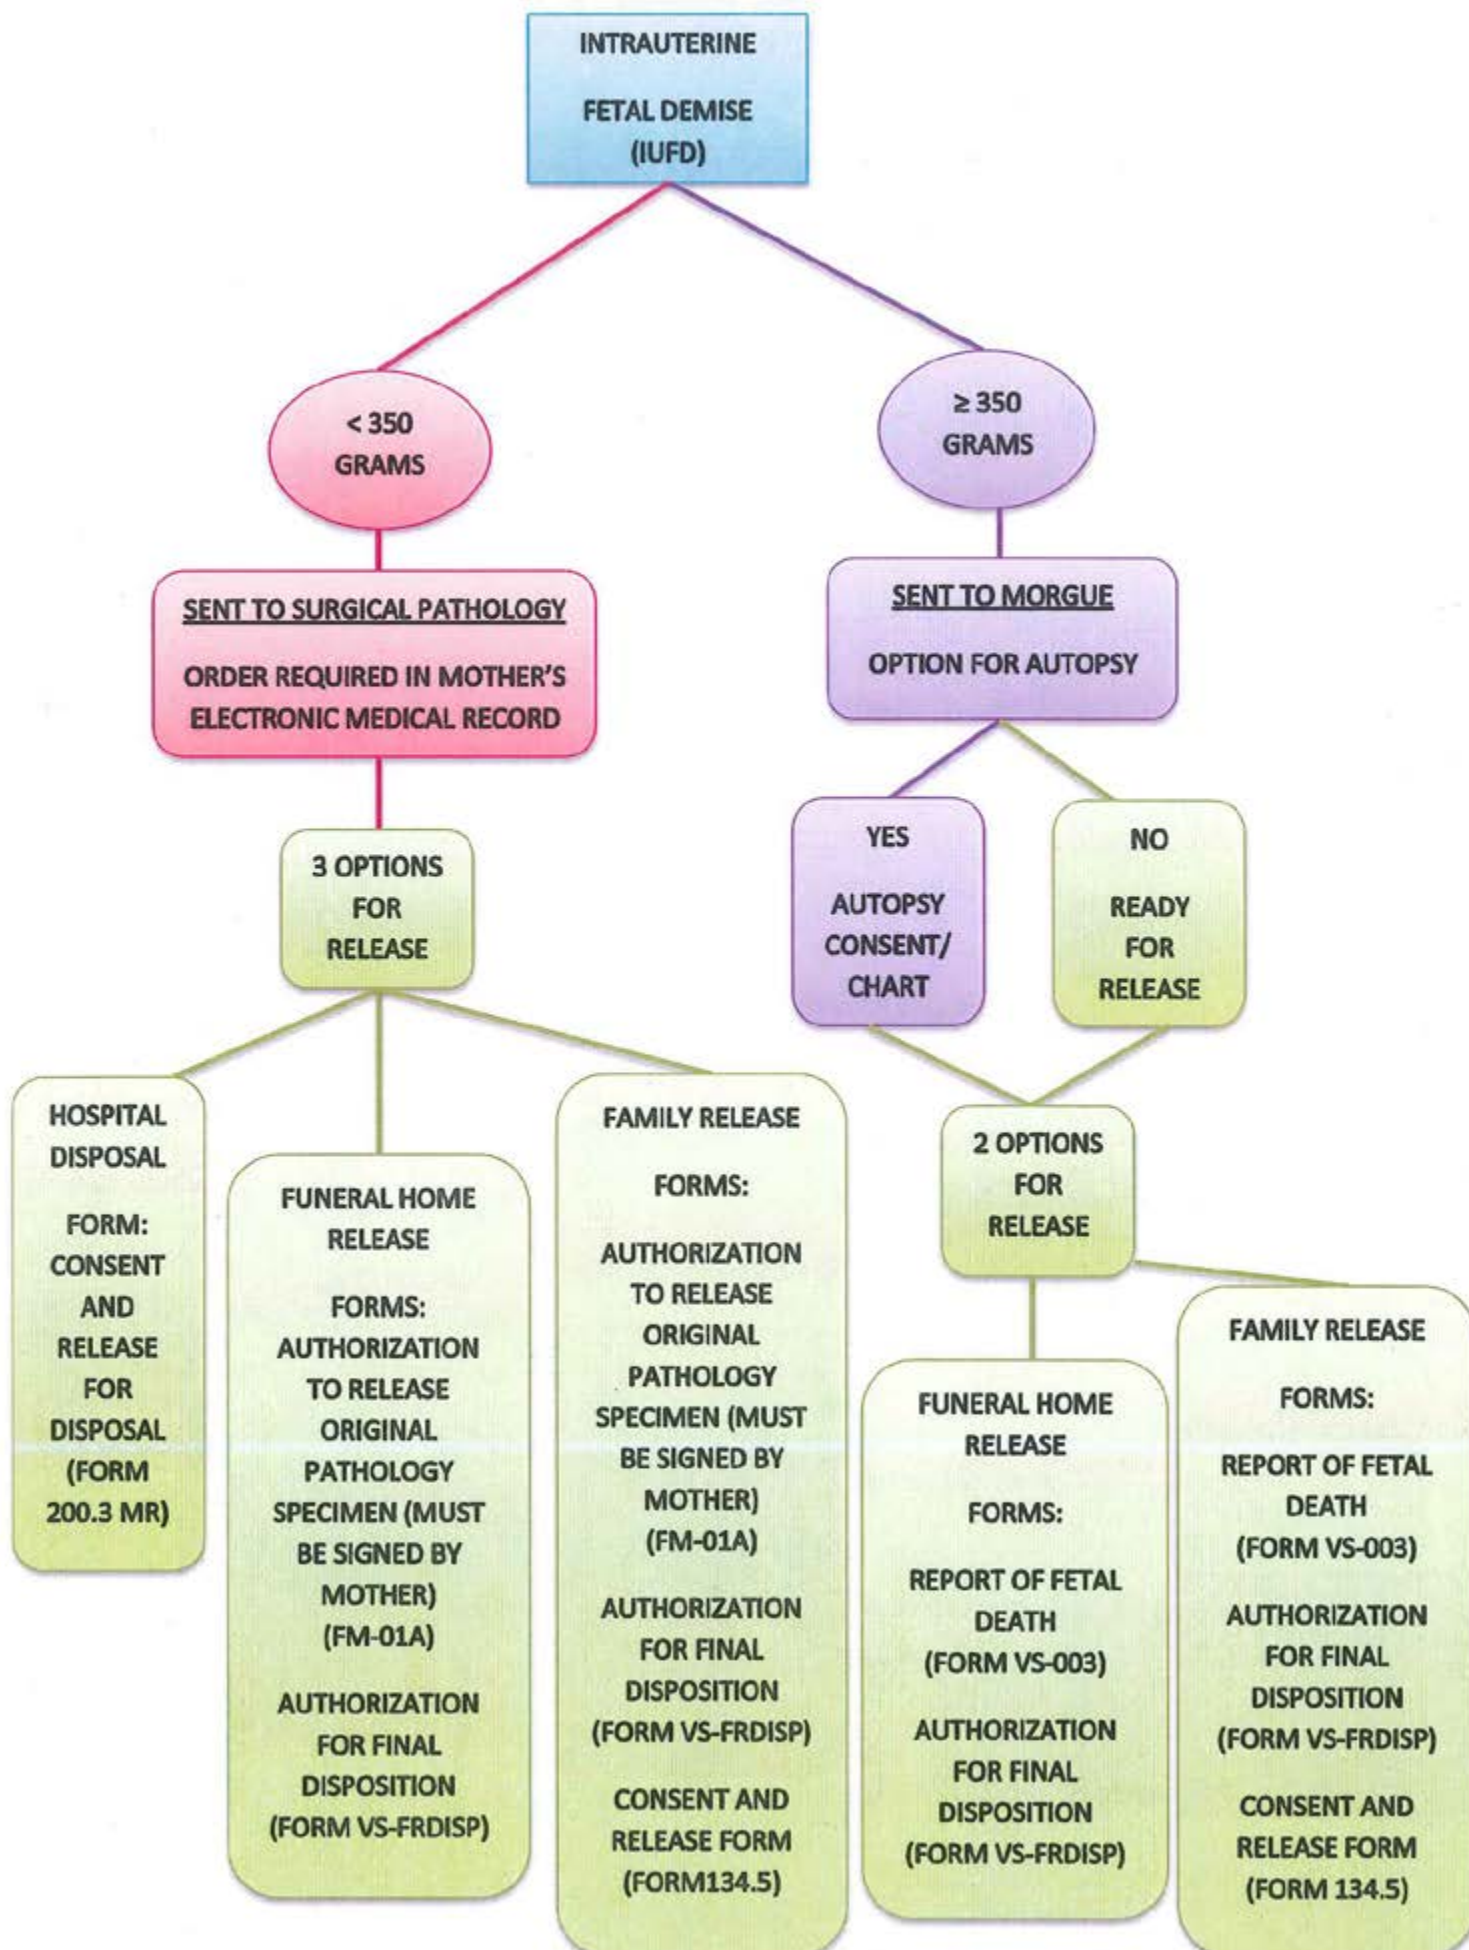 INTRAUTERINE
FETAL DEMISE
(IUFD)
< 350
GRAMS
≥ 350
GRAMS
SENT TO SURGICAL PATHOLOGY
ORDER REQUIRED IN MOTHER'S
ELECTRONIC MEDICAL RECORD
SENT TO MORGUE
OPTION FOR AUTOPSY
3 OPTIONS
FOR
RELEASE
YES
AUTOPSY
CONSENT/
CHART
NO
READY
FOR
RELEASE
HOSPITAL
DISPOSAL
FORM:
CONSENT
AND
RELEASE
FOR
DISPOSAL
(FORM
200.3 MR)
FUNERAL HOME
RELEASE
FORMS:
AUTHORIZATION
TO RELEASE
ORIGINAL
PATHOLOGY
SPECIMEN (MUST
BE SIGNED BY
MOTHER)
(FM-01A)
AUTHORIZATION
FOR FINAL
DISPOSITION
(FORM VS-FRDISP)
FAMILY RELEASE
FORMS:
AUTHORIZATION
TO RELEASE
ORIGINAL
PATHOLOGY
SPECIMEN (MUST
BE SIGNED BY
MOTHER)
(FM-01A)
AUTHORIZATION
FOR FINAL
DISPOSITION
(FORM VS-FRDISP)
CONSENT AND
RELEASE FORM
(FORM134.5)
2 OPTIONS
FOR
RELEASE
FUNERAL HOME
RELEASE
FORMS:
REPORT OF FETAL
DEATH
(FORM VS-003)
AUTHORIZATION
FOR FINAL
DISPOSITION
(FORM VS-FRDISP)
FAMILY RELEASE
FORMS:
REPORT OF FETAL
DEATH
(FORM VS-003)
AUTHORIZATION
FOR FINAL
DISPOSITION
(FORM VS-FRDISP)
CONSENT AND
RELEASE FORM
(FORM 134.5)